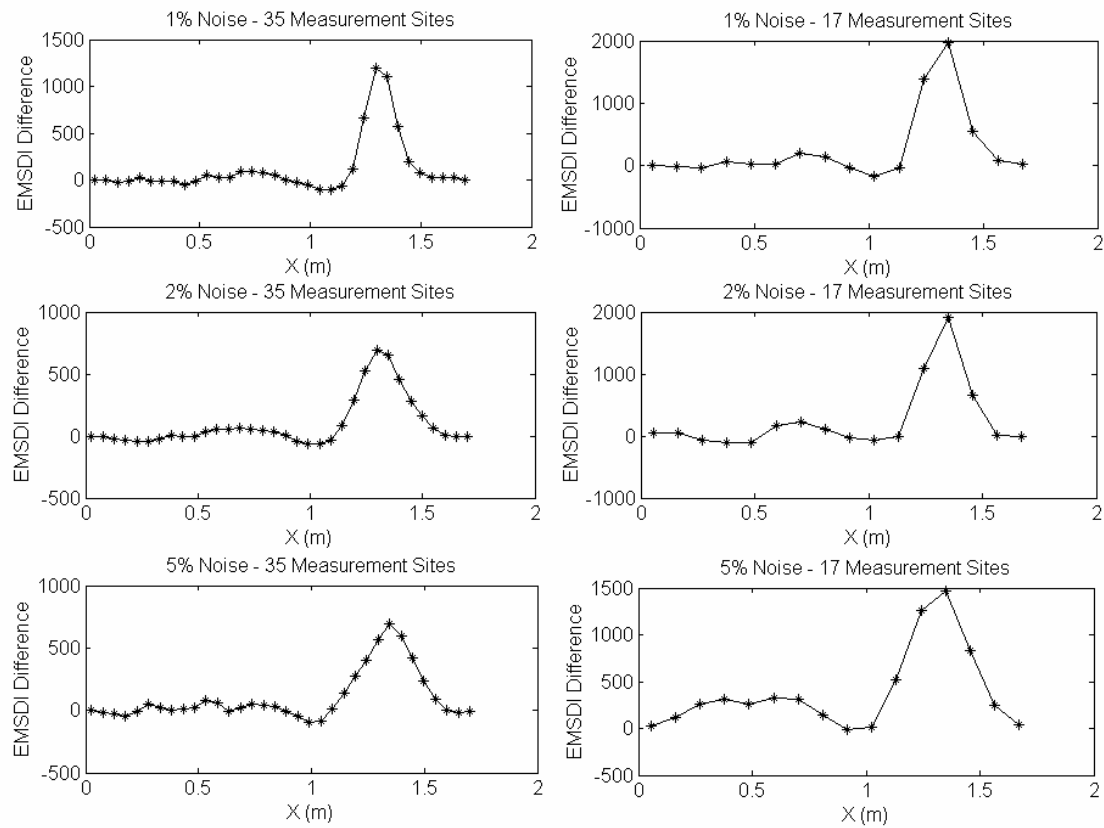 1% Noise - 35 Measurement Sites
1500
1000
500
0
-500
EMSDI Difference
0 0.5 1 1.5 2
X (m)
1% Noise - 17 Measurement Sites
2000
1000
0
-1000
EMSDI Difference
0 0.5 1 1.5 2
X (m)
2% Noise - 35 Measurement Sites
1000
500
0
-500
EMSDI Difference
0 0.5 1 1.5 2
X (m)
2% Noise - 17 Measurement Sites
2000
1000
0
-1000
EMSDI Difference
0 0.5 1 1.5 2
X (m)
5% Noise - 35 Measurement Sites
1000
500
0
-500
EMSDI Difference
0 0.5 1 1.5 2
X (m)
5% Noise - 17 Measurement Sites
1500
1000
500
0
-500
EMSDI Difference
0 0.5 1 1.5 2
X (m)